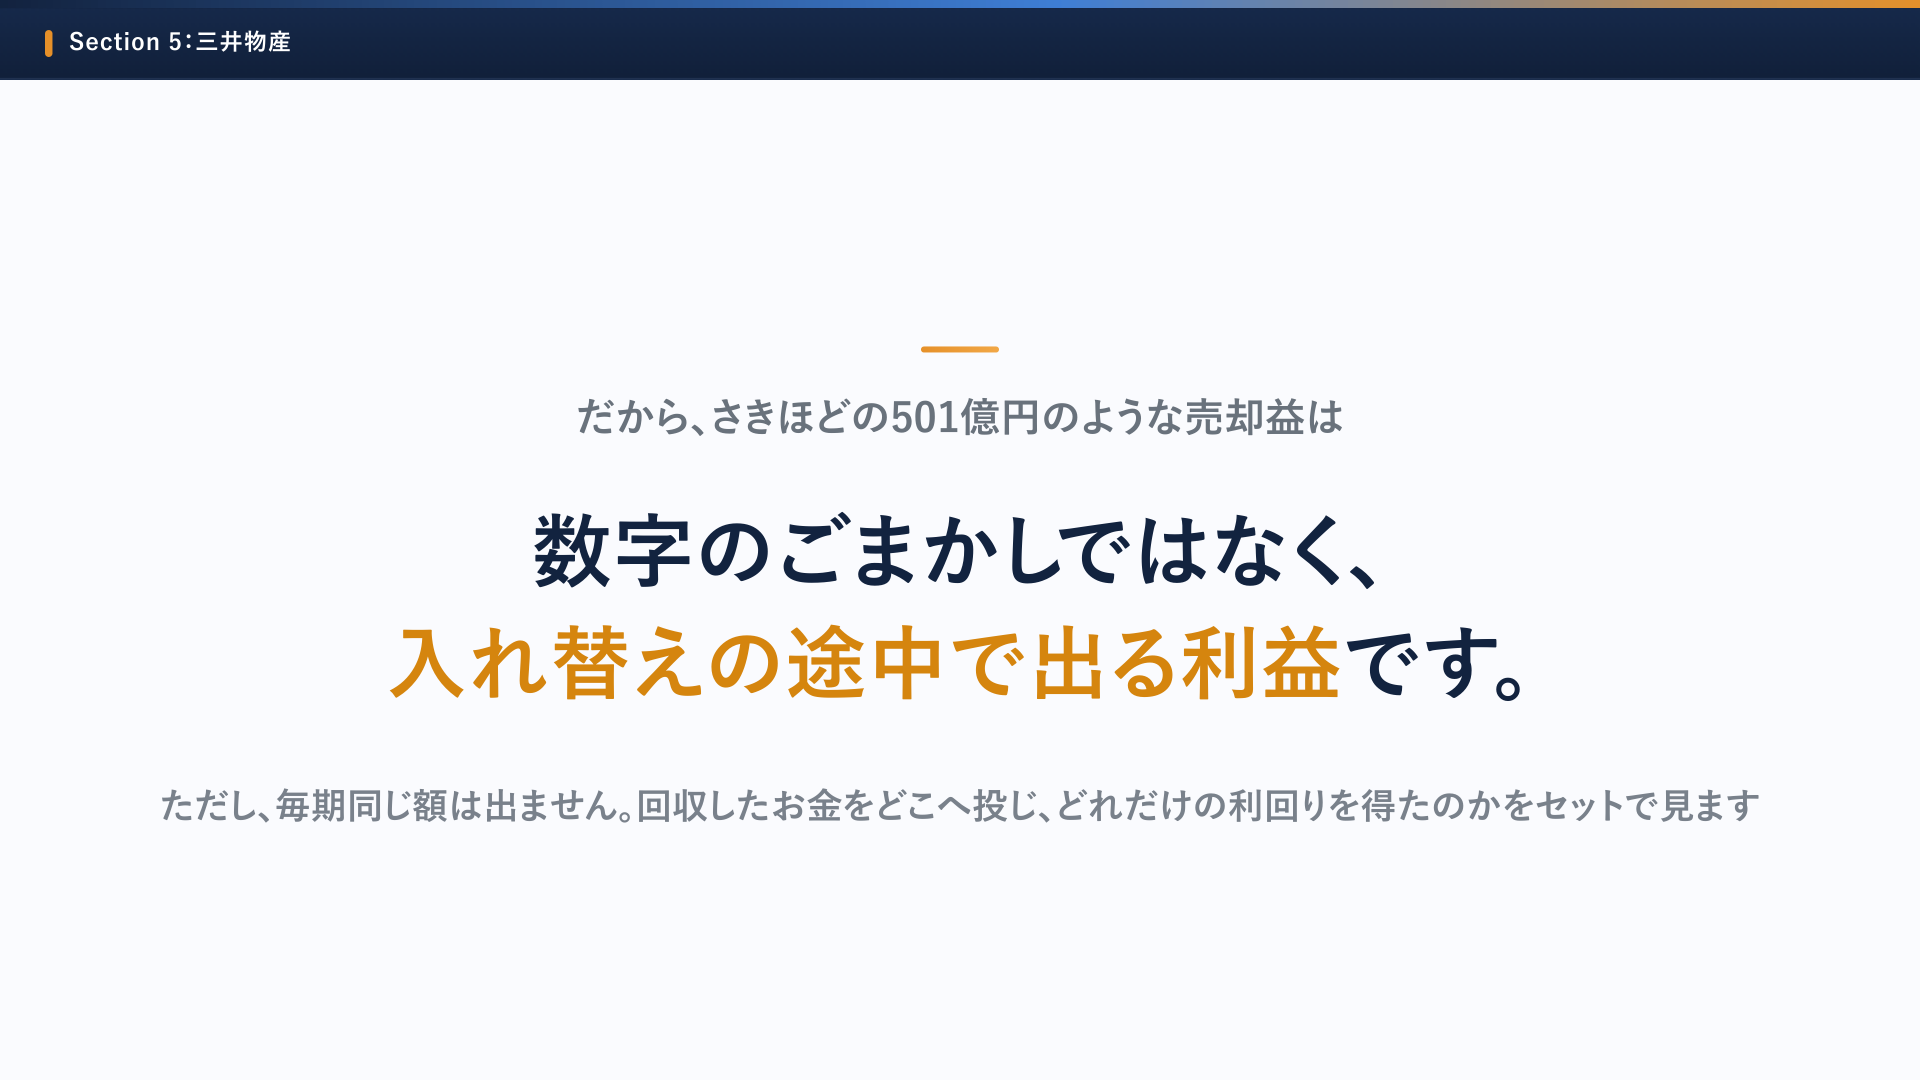 Section 5：三井物産
だから、さきほどの501億円のような売却益は
数字のごまかしではなく、
入れ替えの途中で出る利益です。
ただし、毎期同じ額は出ません。回収したお金をどこへ投じ、どれだけの利回りを得たのかをセットで見ます